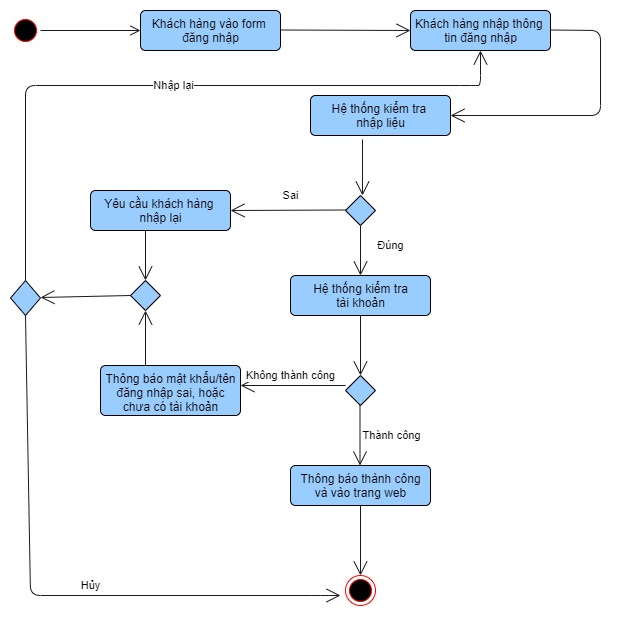 Khách hàng vào form
đăng nhập
Khách hàng nhập thông
tin đăng nhập
Nhập lại
Hệ thống kiểm tra
nhập liệu
Sai
Yêu cầu khách hàng
nhập lại
Đúng
Hệ thống kiểm tra
tài khoản
Không thành công
Thông báo mật khẩu/tên
đăng nhập sai, hoặc
chưa có tài khoản
Thành công
Thông báo thành công
và vào trang web
Hủy